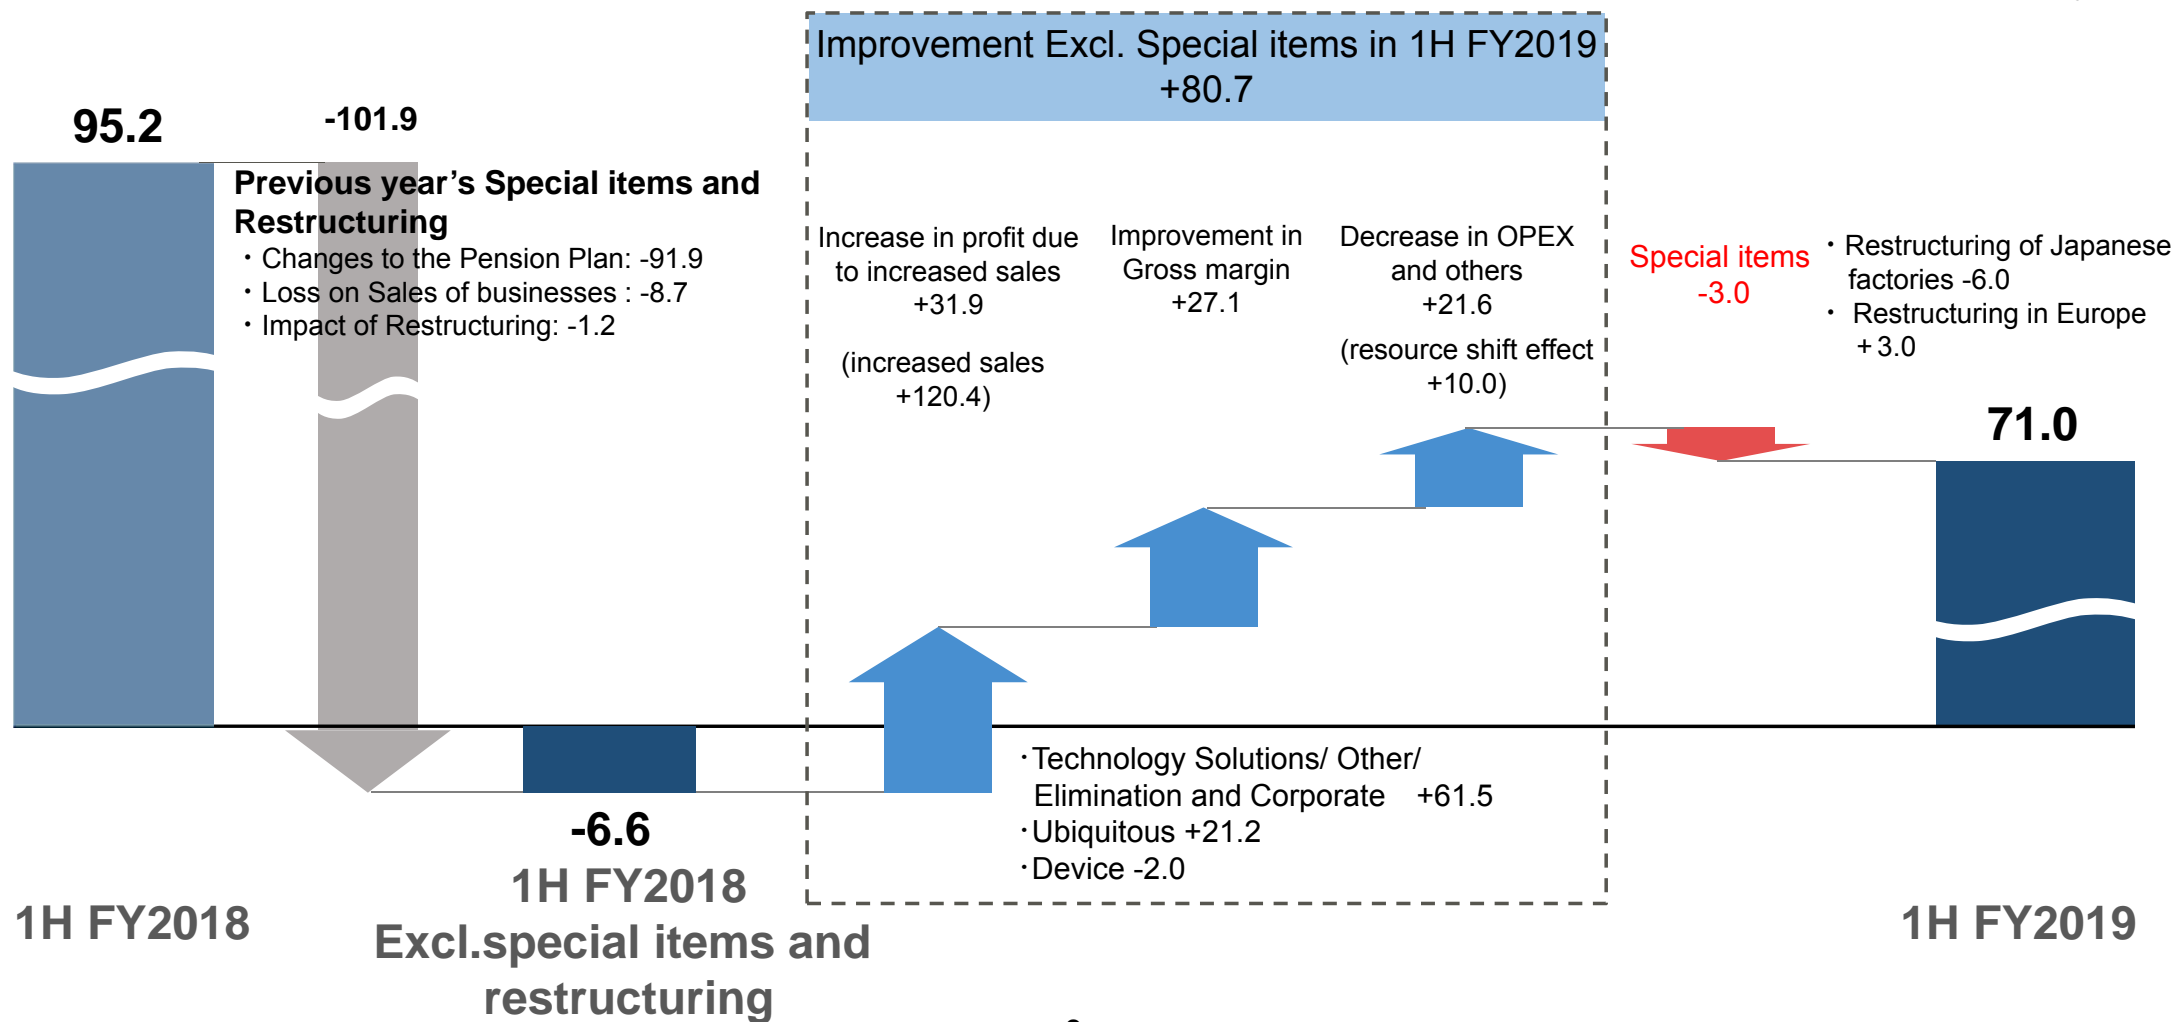 Improvement Excl. Special items in 1H FY2019
+80.7
95.2
-101.9
Previous year’s Special items and
Restructuring
・Changes to the Pension Plan: -91.9
・Loss on Sales of businesses : -8.7
・Impact of Restructuring: -1.2
Increase in profit due
to increased sales
+31.9
(increased sales
+120.4)
Improvement in
Gross margin
+27.1
Decrease in OPEX
and others
+21.6
(resource shift effect
+10.0)
Special items
-3.0
・Restructuring of Japanese
factories -6.0
・ Restructuring in Europe
+3.0
71.0
・Technology Solutions/ Other/
Elimination and Corporate +61.5
・Ubiquitous +21.2
・Device -2.0
-6.6
1H FY2018
Excl.special items and
restructuring
1H FY2018
1H FY2019